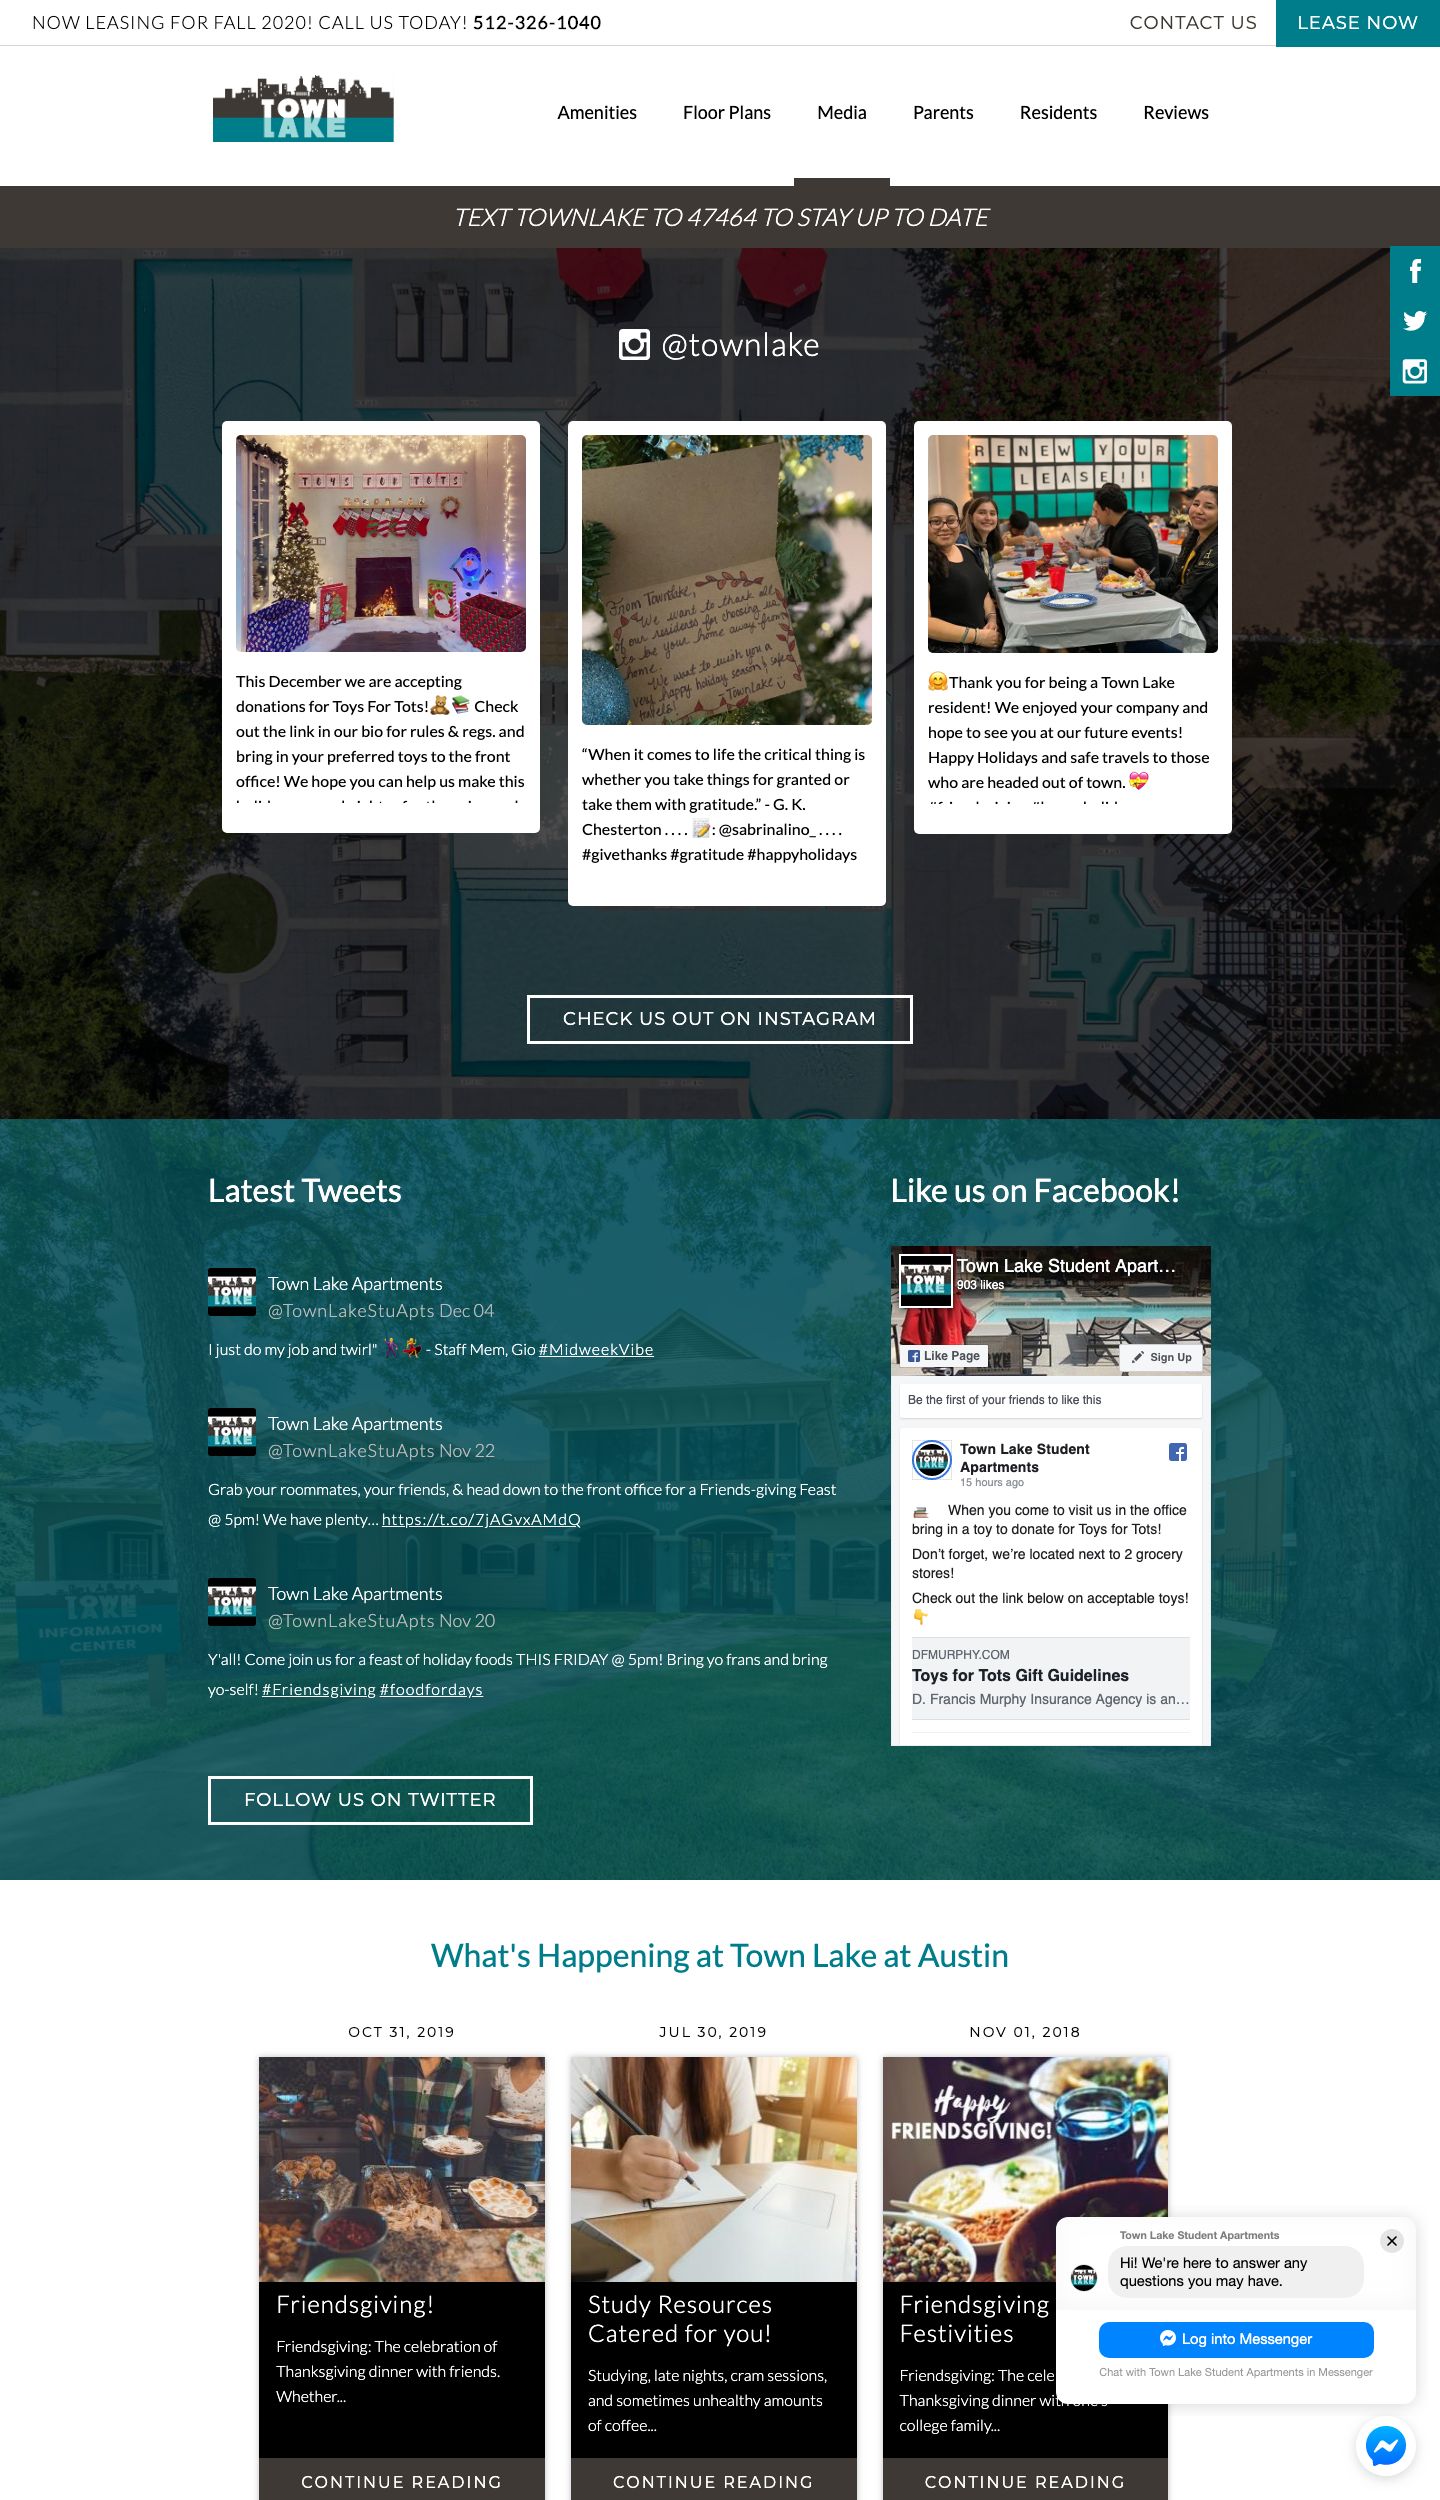 NOW LEASING FOR FALL 2020! CALL US TODAY! 512-326-1040
CONTACT US
LEASE NOW
TOWN
LAKE
Amenities
Floor Plans
Media
Parents
Residents
Reviews
TEXT TOWNLAKE TO 47464 TO STAY UP TO DATE
@townlake
TOYS FOR TOTS
This December we are accepting
donations for Toys For Tots!🧸📚 Check
out the link in our bio for rules & regs. and
bring in your preferred toys to the front
office! We hope you can help us make this
From Townlake,
We want to thank all
of our residents for choosing us
to be your home away from
home. We want to wish you a
very happy holiday season & safe
travels! - Townlake
“When it comes to life the critical thing is
whether you take things for granted or
take them with gratitude.” - G. K.
Chesterton . . . . 📝: @sabrinalino_ . . . .
#givethanks #gratitude #happyholidays
RENEW YOUR
LEASE!!
🤗Thank you for being a Town Lake
resident! We enjoyed your company and
hope to see you at our future events!
Happy Holidays and safe travels to those
who are headed out of town. 💝
CHECK US OUT ON INSTAGRAM
Latest Tweets
TOWN
LAKE
Town Lake Apartments
@TownLakeStuApts Dec 04
I just do my job and twirl" 🕺💃 - Staff Mem, Gio #MidweekVibe
TOWN
LAKE
Town Lake Apartments
@TownLakeStuApts Nov 22
Grab your roommates, your friends, & head down to the front office for a Friends-giving Feast
@ 5pm! We have plenty… https://t.co/7jAGvxAMdQ
1109
TOWN
LAKE
Town Lake Apartments
@TownLakeStuApts Nov 20
Y'all! Come join us for a feast of holiday foods THIS FRIDAY @ 5pm! Bring yo frans and bring
yo-self! #Friendsgiving #foodfordays
TOWN
LAKE
INFORMATION
CENTER
FOLLOW US ON TWITTER
Like us on Facebook!
TOWN
LAKE
Town Lake Student Apart...
903 likes
Like Page
Sign Up
Be the first of your friends to like this
TOWN
LAKE
Town Lake Student
Apartments
15 hours ago
📚 When you come to visit us in the office
bring in a toy to donate for Toys for Tots!
Don’t forget, we’re located next to 2 grocery
stores!
Check out the link below on acceptable toys!
👇
DFMURPHY.COM
Toys for Tots Gift Guidelines
D. Francis Murphy Insurance Agency is an...
What's Happening at Town Lake at Austin
OCT 31, 2019
Friendsgiving!
Friendsgiving: The celebration of
Thanksgiving dinner with friends.
Whether...
CONTINUE READING
JUL 30, 2019
Study Resources
Catered for you!
Studying, late nights, cram sessions,
and sometimes unhealthy amounts
of coffee...
CONTINUE READING
NOV 01, 2018
Happy
FRIENDSGIVING!
Friendsgiving
Festivities
Friendsgiving: The cele
Thanksgiving dinner with one's
college family...
CONTINUE READING
Town Lake Student Apartments
TOWN
LAKE
Hi! We're here to answer any
questions you may have.
Log into Messenger
Chat with Town Lake Student Apartments in Messenger